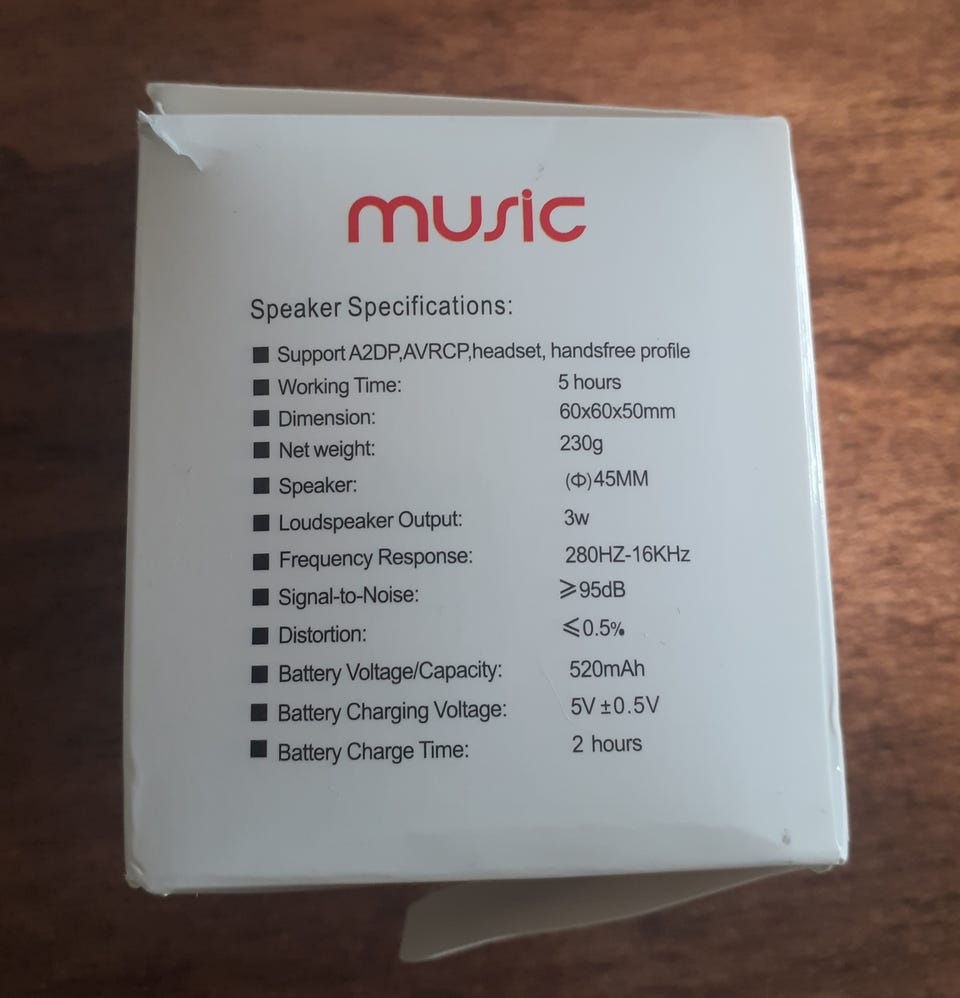 music
Speaker Specifications:
■ Support A2DP,AVRCP,headset, handsfree profile
■ Working Time: 5 hours
■ Dimension: 60x60x50mm
■ Net weight: 230g
■ Speaker: (Φ)45MM
■ Loudspeaker Output: 3w
■ Frequency Response: 280HZ-16KHz
■ Signal-to-Noise: ⩾95dB
■ Distortion: ⩽0.5%
■ Battery Voltage/Capacity: 520mAh
■ Battery Charging Voltage: 5V ±0.5V
■ Battery Charge Time: 2 hours